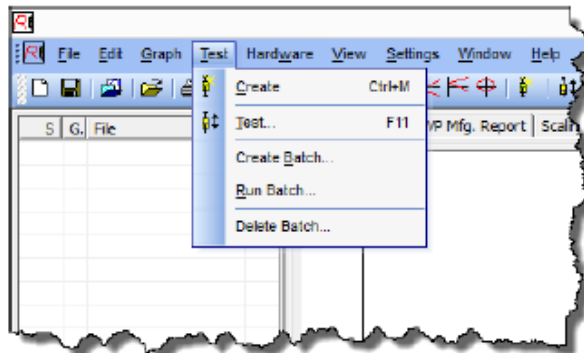 File Edit Graph Test Hardware View Settings Window Help
Create Ctrl+M
Test... F11
S G. File
VP Mfg. Report
Create Batch...
Run Batch...
Delete Batch...